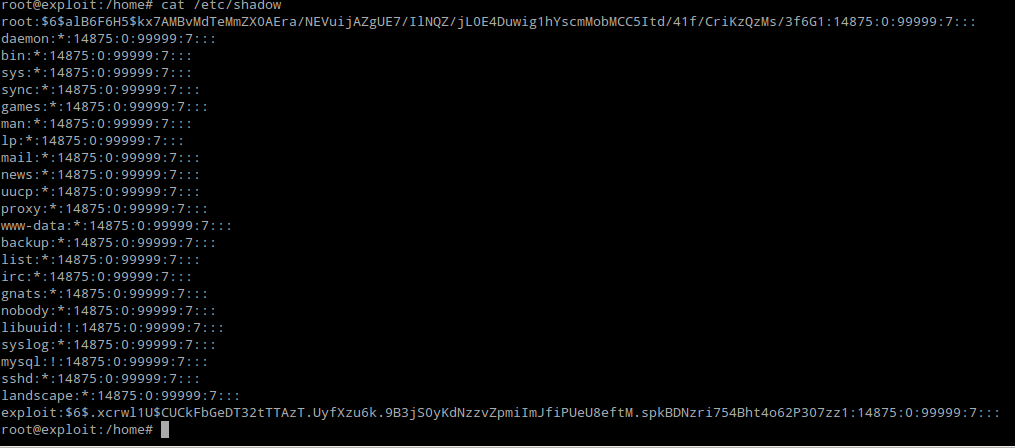 root@exploit:/home# cat /etc/shadow
root:$6$alB6F6H5$kx7AMBvMdTeMmZX0AEra/NEVuijAZgUE7/IlNQZ/jL0E4Duwig1hYscmMobMCC5Itd/41f/CriKzQzMs/3f6G1:14875:0:99999:7:::
daemon:*:14875:0:99999:7:::
bin:*:14875:0:99999:7:::
sys:*:14875:0:99999:7:::
sync:*:14875:0:99999:7:::
games:*:14875:0:99999:7:::
man:*:14875:0:99999:7:::
lp:*:14875:0:99999:7:::
mail:*:14875:0:99999:7:::
news:*:14875:0:99999:7:::
uucp:*:14875:0:99999:7:::
proxy:*:14875:0:99999:7:::
www-data:*:14875:0:99999:7:::
backup:*:14875:0:99999:7:::
list:*:14875:0:99999:7:::
irc:*:14875:0:99999:7:::
gnats:*:14875:0:99999:7:::
nobody:*:14875:0:99999:7:::
libuuid:!:14875:0:99999:7:::
syslog:*:14875:0:99999:7:::
mysql:!:14875:0:99999:7:::
sshd:*:14875:0:99999:7:::
landscape:*:14875:0:99999:7:::
exploit:$6$.xcrwl1U$CUCkFbGeDT32tTTAzT.UyfXzu6k.9B3jSOyKdNzzvZpmiImJfiPUeU8eftM.spkBDNzri754Bht4o62P307zz1:14875:0:99999:7:::
root@exploit:/home#